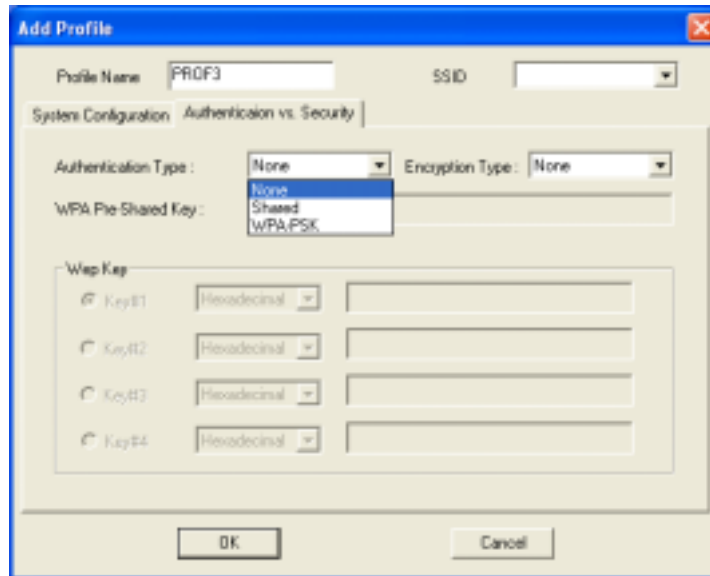 Add Profile
Profile Name PROF3 SSID
System Configuration Authenticaion vs. Security
Authentication Type : None Encryption Type : None
None
WPA Pre-Shared Key : Shared
WPA-PSK
Wep Key
Key#1 Hexadecimal
Key#2 Hexadecimal
Key#3 Hexadecimal
Key#4 Hexadecimal
OK Cancel